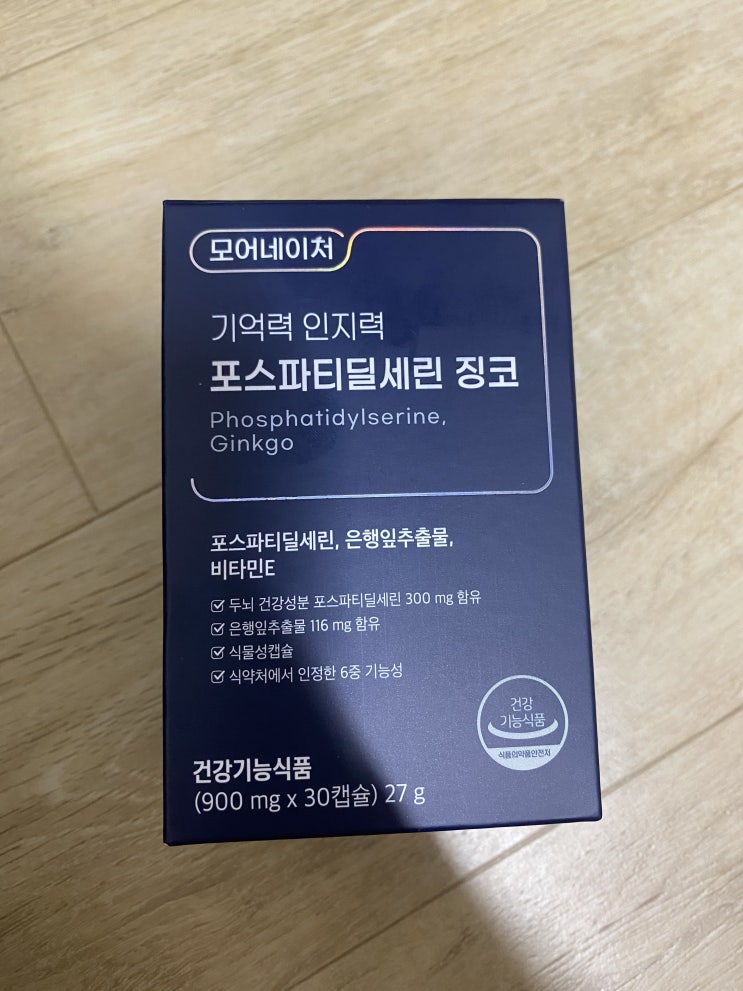 모어네이처
기억력 인지력
포스파티딜세린 징코
Phosphatidylserine,
Ginkgo
포스파티딜세린, 은행잎추출물,
비타민E
두뇌 건강성분 포스파티딜세린 300 mg 함유
은행잎추출물 116 mg 함유
식물성캡슐
식약처에서 인정한 6중 기능성
건강
기능식품
식품의약품안전처
건강기능식품
(900 mg x 30캡슐) 27 g